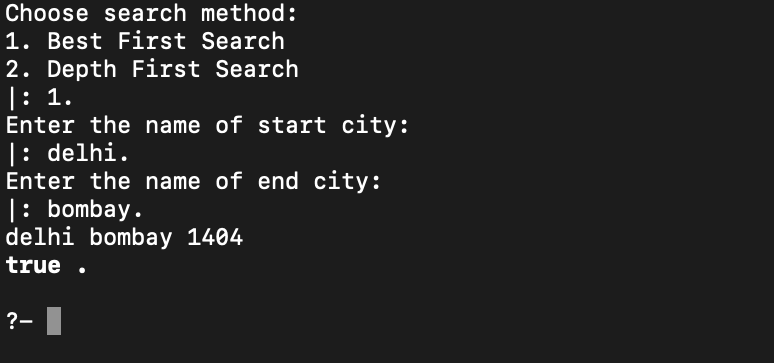 Choose search method:
1. Best First Search
2. Depth First Search
|: 1.
Enter the name of start city:
|: delhi.
Enter the name of end city:
|: bombay.
delhi bombay 1404
true .
?-